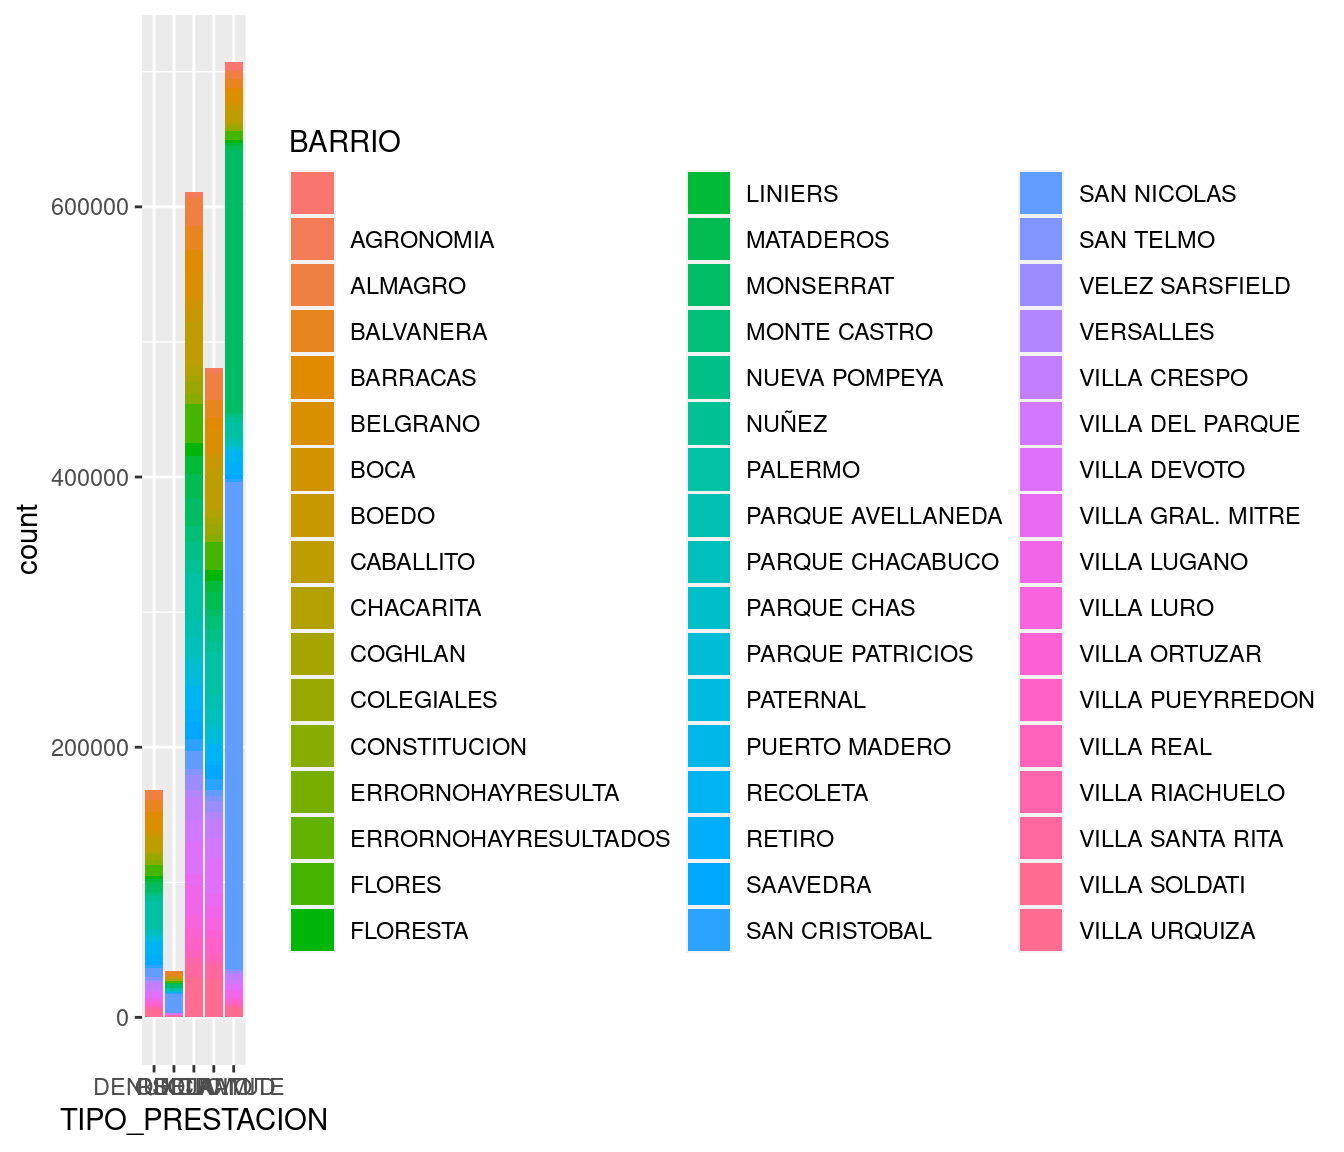 BARRIO
AGRONOMIA
ALMAGRO
BALVANERA
BARRACAS
BELGRANO
BOCA
BOEDO
CABALLITO
CHACARITA
COGHLAN
COLEGIALES
CONSTITUCION
ERRORNOHAYRESULTA
ERRORNOHAYRESULTADOS
FLORES
FLORESTA
LINIERS
MATADEROS
MONSERRAT
MONTE CASTRO
NUEVA POMPEYA
NUÑEZ
PALERMO
PARQUE AVELLANEDA
PARQUE CHACABUCO
PARQUE CHAS
PARQUE PATRICIOS
PATERNAL
PUERTO MADERO
RECOLETA
RETIRO
SAAVEDRA
SAN CRISTOBAL
SAN NICOLAS
SAN TELMO
VELEZ SARSFIELD
VERSALLES
VILLA CRESPO
VILLA DEL PARQUE
VILLA DEVOTO
VILLA GRAL. MITRE
VILLA LUGANO
VILLA LURO
VILLA ORTUZAR
VILLA PUEYRREDON
VILLA REAL
VILLA RIACHUELO
VILLA SANTA RITA
VILLA SOLDATI
VILLA URQUIZA
600000
400000
200000
0
count
TIPO_PRESTACION